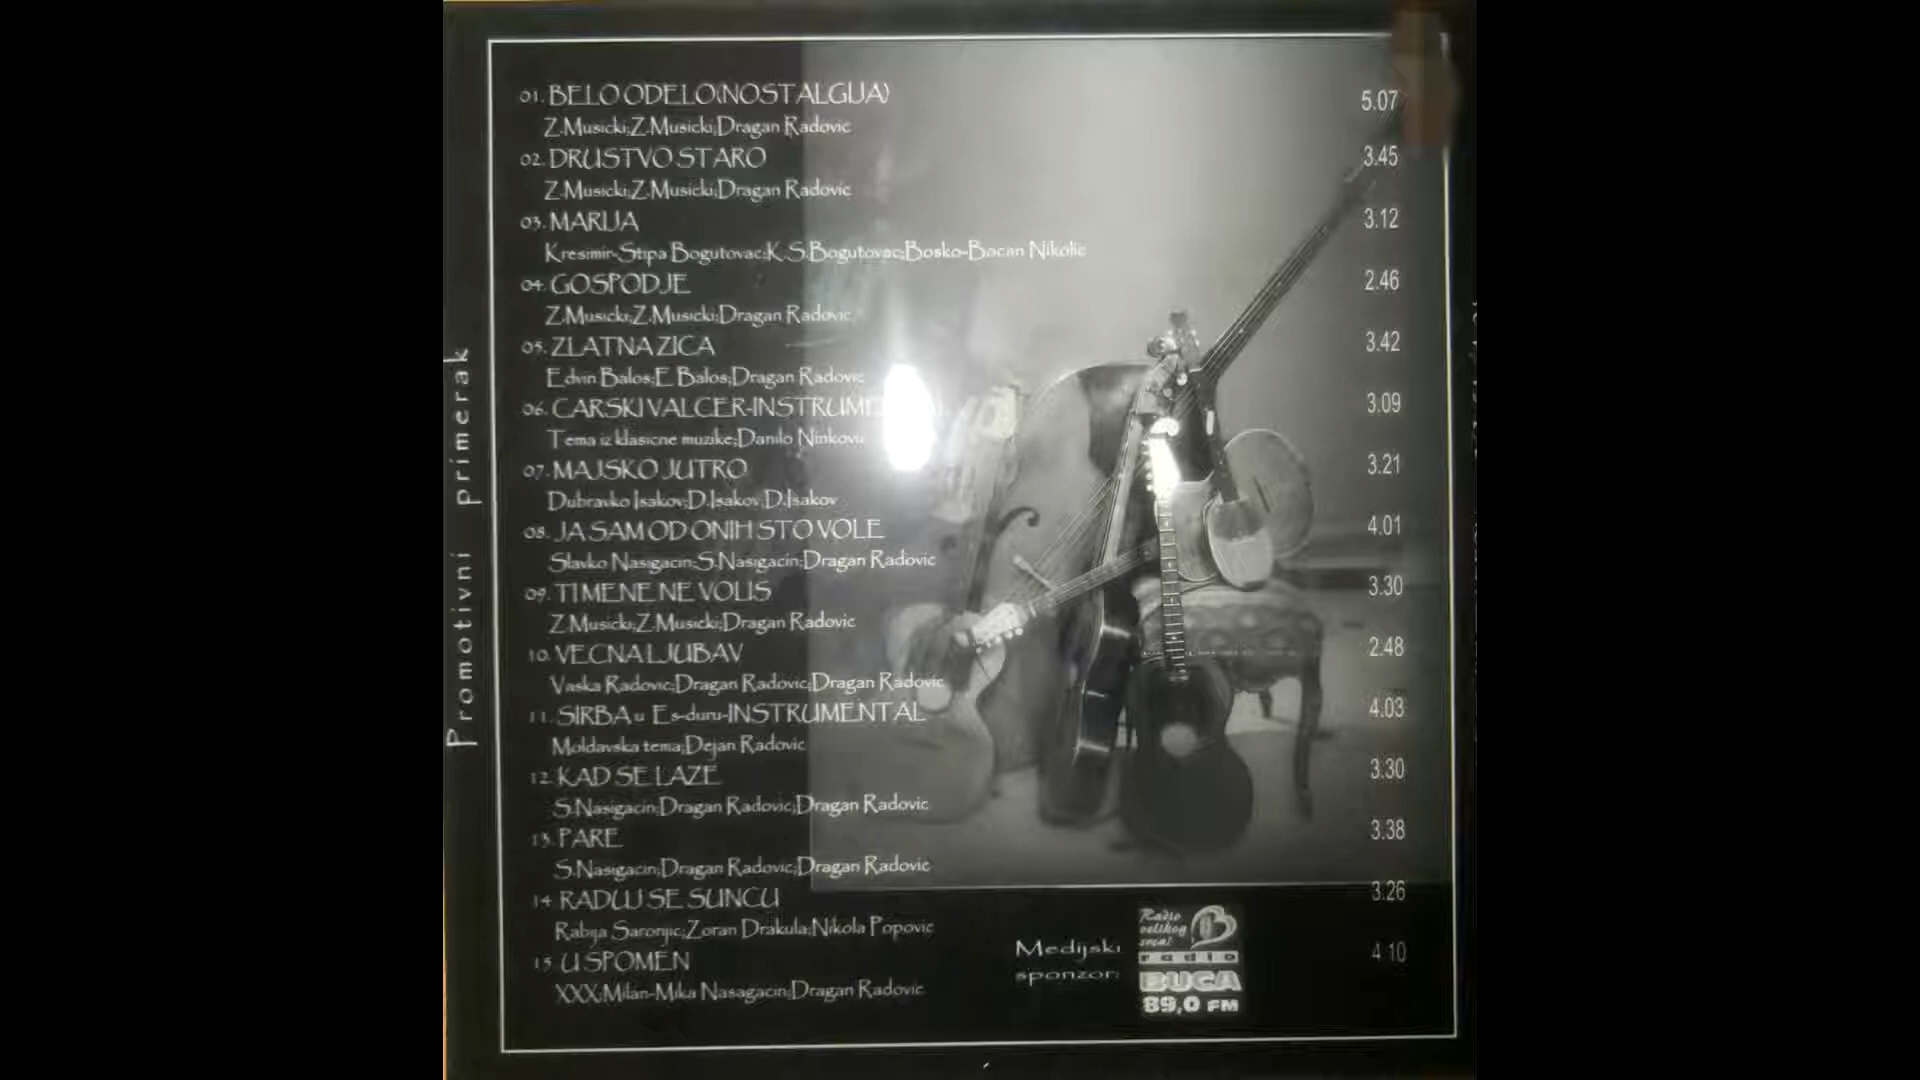 01. BELO ODELO(NOSTALGIJA) 5.07
Z.Musicki;Z.Musicki;Dragan Radovic
02. DRUSTVO STARO 3.45
Z.Musicki;Z.Musicki;Dragan Radovic
03. MARIJA 3.12
Kresimir-Stipa Bogutovac;K.S.Bogutovac;Bosko-Bocan Nikolic
04. GOSPODJE 2.46
Z.Musicki;Z.Musicki;Dragan Radovic
05. ZLATNA ZICA 3.42
Edvin Balos;E Balos;Dragan Radovic
06. CARSKI VALCER- 3.09
Tema iz klasicne muzike;Danilo Ninkovic
07. MAJSKO JUTRO 3.21
Dubravko Isakov;D.Isakov;D.Isakov
08. JA SAM OD ONIH STO VOLE 4.01
Slavko Nasigacin;S.Nasigacin;Dragan Radovic
09. TI MENE NE VOLIS 3.30
Z.Musicki;Z.Musicki;Dragan Radovic
10. VECNA LJUBAV 2.48
Vaska Radovic;Dragan Radovic;Dragan Radovic
11. SIRBA u Es-duru-INSTRUMENTAL 4.03
Moldavska tema;Dejan Radovic
12. KAD SE LAZE 3.30
S.Nasigacin;Dragan Radovic;Dragan Radovic
13. PARE 3.38
S.Nasigacin;Dragan Radovic;Dragan Radovic
14 RADUJ SE SUNCU 3.26
Rabija Saronjic;Zoran Drakula;Nikola Popovic
15 U SPOMEN 4 10
XXX;Milan-Mika Nasagacin;Dragan Radovic
Promotivni primerak
Medijski
sponzori
Radio
velikog
srca!
radio
BUCA
89,0 FM